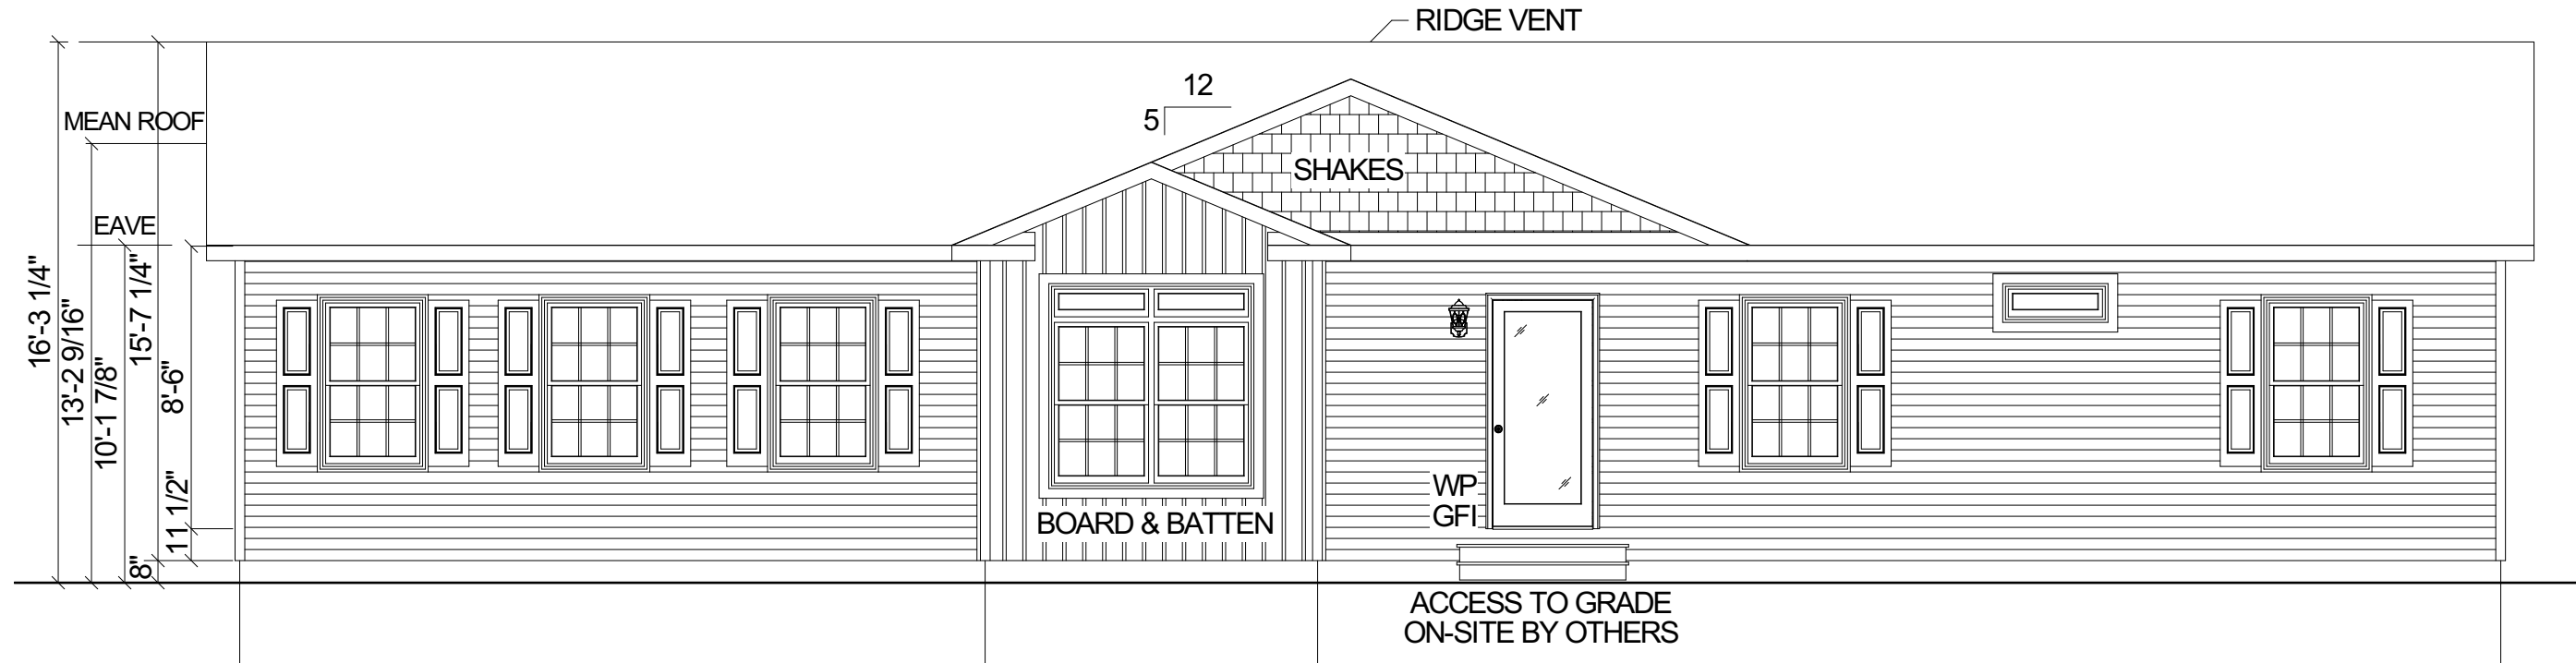 RIDGE VENT
12
5
MEAN ROOF
SHAKES
EAVE
16'-3 1/4"
13'-2 9/16"
10'-1 7/8"
15'-7 1/4"
8'-6"
11 1/2"
8"
WP
GFI
BOARD & BATTEN
ACCESS TO GRADE
ON-SITE BY OTHERS